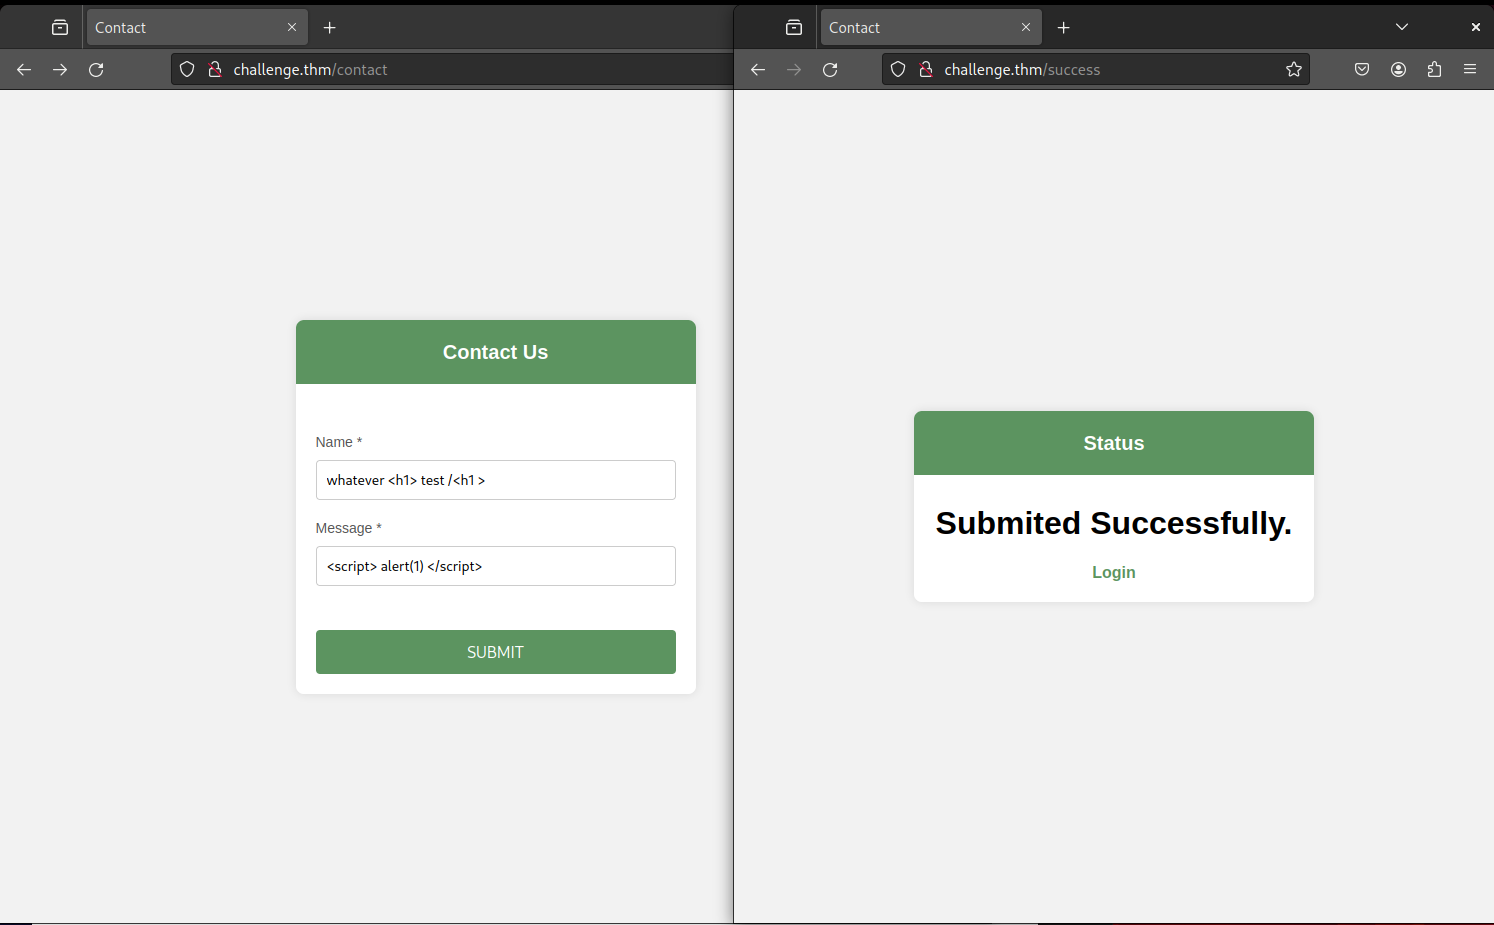 Contact
challenge.thm/contact
Contact Us
Name *
whatever <h1> test /<h1 >
Message *
<script> alert(1) </script>
SUBMIT
Contact
challenge.thm/success
Status
Submited Successfully.
Login